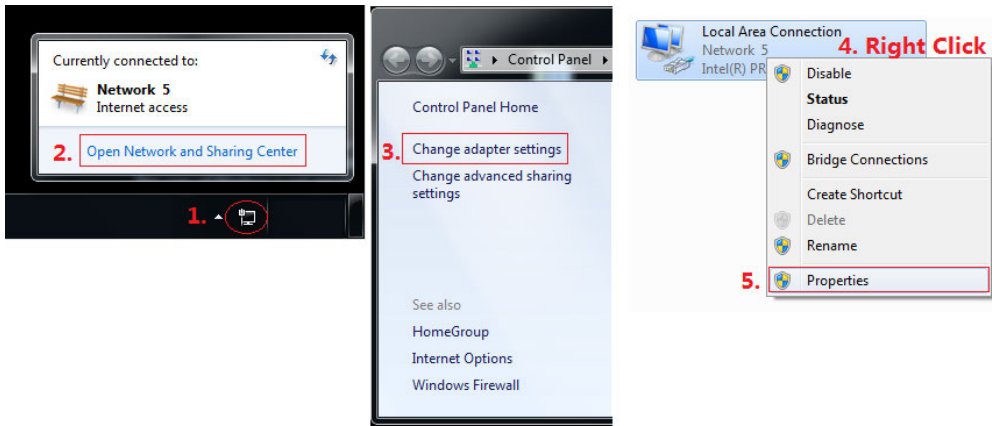 Currently connected to:
Network 5
Internet access
2. Open Network and Sharing Center
1.
Control Panel
Control Panel Home
3. Change adapter settings
Change advanced sharing
settings
See also
HomeGroup
Internet Options
Windows Firewall
Local Area Connection
Network 5
4. Right Click
Intel(R) PR
Disable
Status
Diagnose
Bridge Connections
Create Shortcut
Delete
Rename
5. Properties